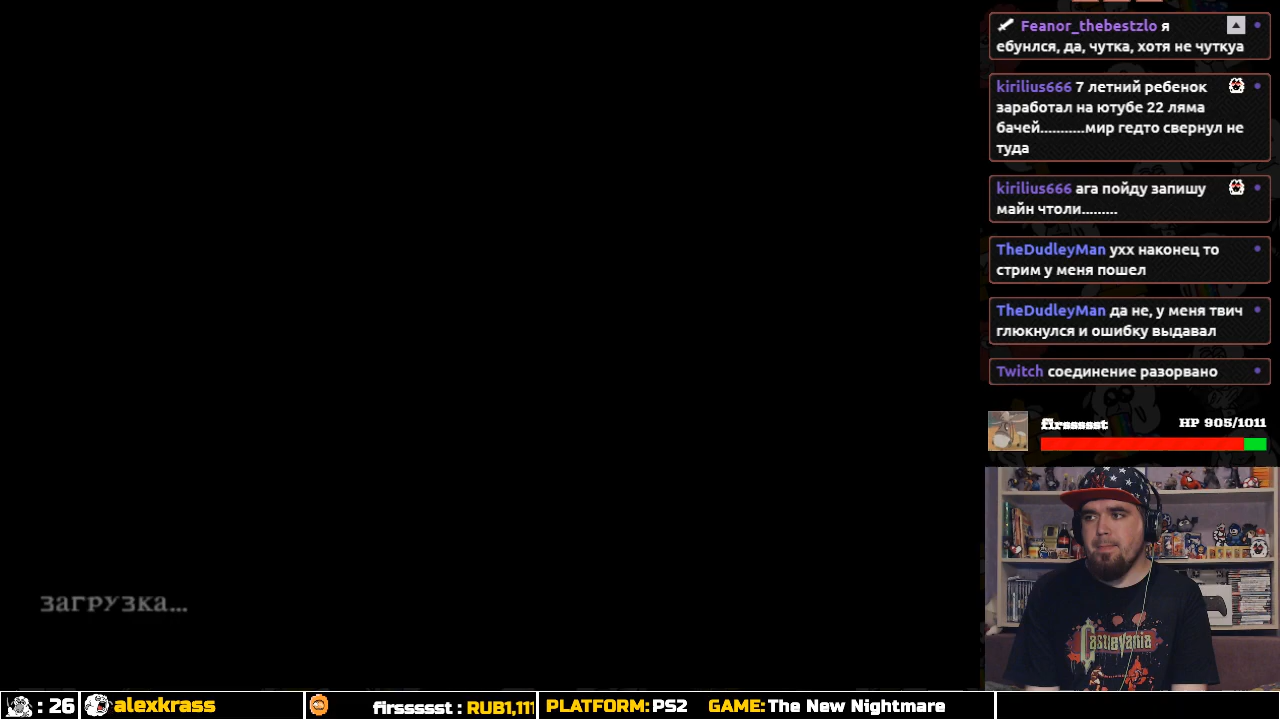 Feanor_thebestzlo я
ебунлся, да, чутка, хотя не чуткуа
kirilius666 7 летний ребенок
заработал на ютубе 22 ляма
бачей...........мир гедто свернул не
туда
kirilius666 ага пойду запишу
майн чтоли.........
TheDudleyMan ухх наконец то
стрим у меня пошел
TheDudleyMan да не, у меня твич
глюкнулся и ошибку выдавал
Twitch соединение разорвано
firssssst HP 905/1011
Castlevania
загрузка...
: 26 alexkrass firssssst : RUB1,111 PLATFORM: PS2 GAME: The New Nightmare